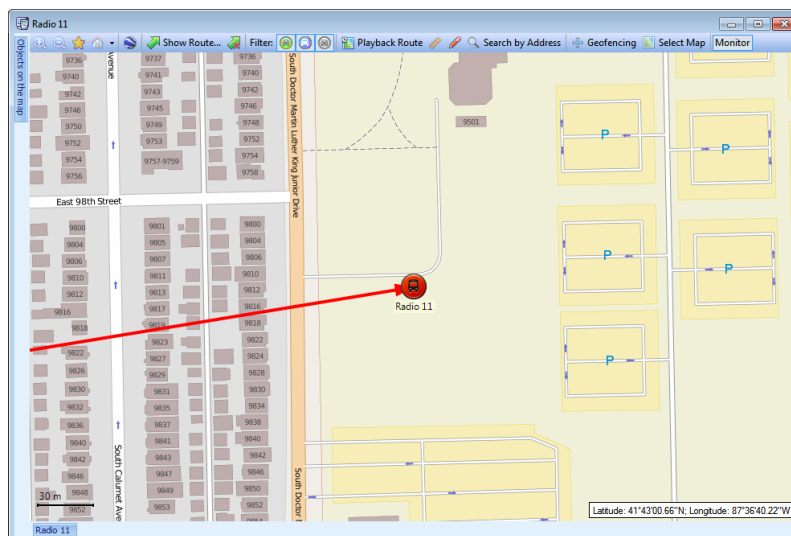 Radio 11
Show Route... Filter: Playback Route Search by Address Geofencing Select Map Monitor
Objects on the map
Avenue
South Doctor Martin Luther King Junior Drive
9736 9737 9736
9740 9741 9740
9742 9743 9742
9746 9745 9746
9750 9749 9748
9752 9753 9752
9754 9757-9759 9754
9756 9758
9501
P P
East 98th Street
9800 9801 9800
9804 9805 9804
9806 9807 9806
9810 9811 9810
9812 9813 9812
9816 9817 9816
9818 9819 9818
9822 9823 9822
9826 9827 9824
9830 9829 9828
9832 9831 9830
9836 9835 9834
9840 9837 9838
9842 9841 9840
9846 9843 9842
9848 9847 9846
9852 9849 9850
9853 9852
P P
Radio 11
P
South Calumet Ave
South Doctor
30 m
Latitude: 41°43'00.66"N; Longitude: 87°36'40.22"W
Radio 11